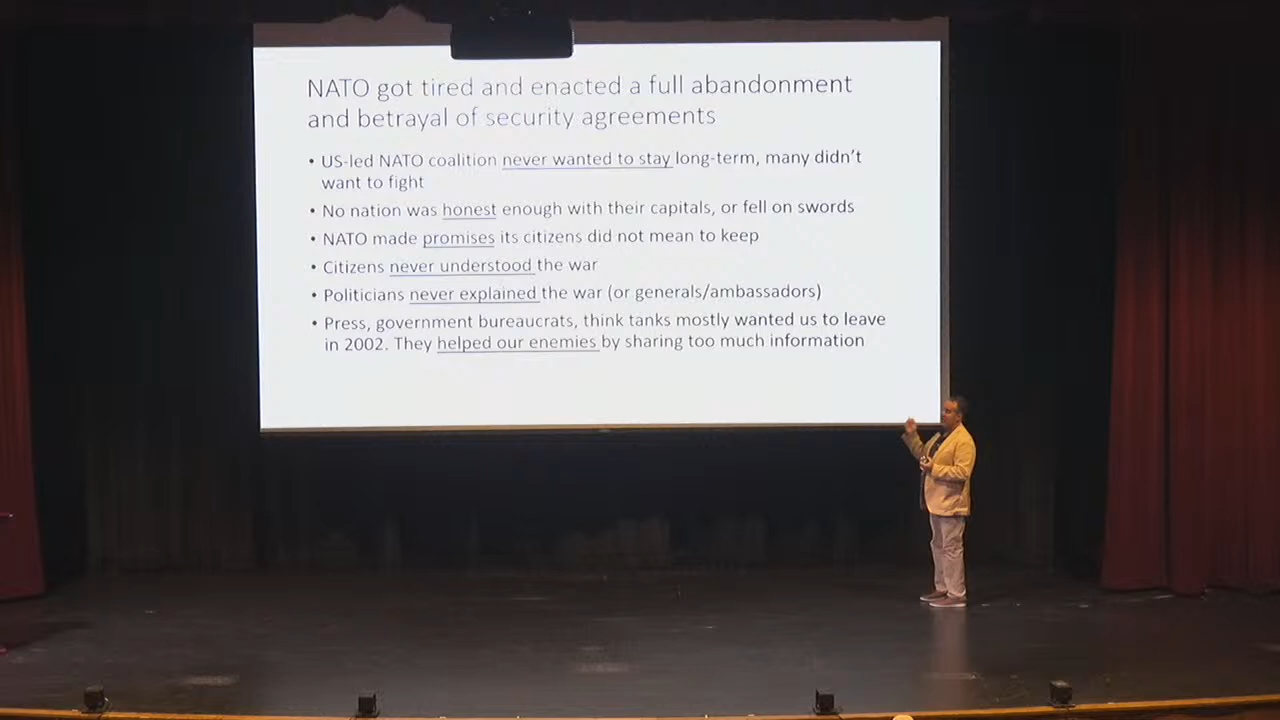 NATO got tired and enacted a full abandonment
and betrayal of security agreements
• US-led NATO coalition never wanted to stay long-term, many didn't
want to fight
• No nation was honest enough with their capitals, or fell on swords
• NATO made promises its citizens did not mean to keep
• Citizens never understood the war
• Politicians never explained the war (or generals/ambassadors)
• Press, government bureaucrats, think tanks mostly wanted us to leave
in 2002. They helped our enemies by sharing too much information